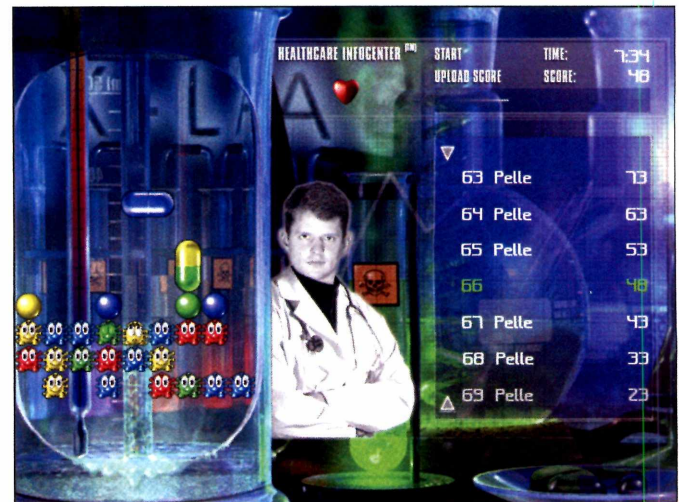 HEALTHCARE INFOCENTER
START TIME: 7:34
UPLOAD SCORE SCORE: 48
63 Pelle 73
64 Pelle 63
65 Pelle 53
66 48
67 Pelle 43
68 Pelle 33
69 Pelle 23